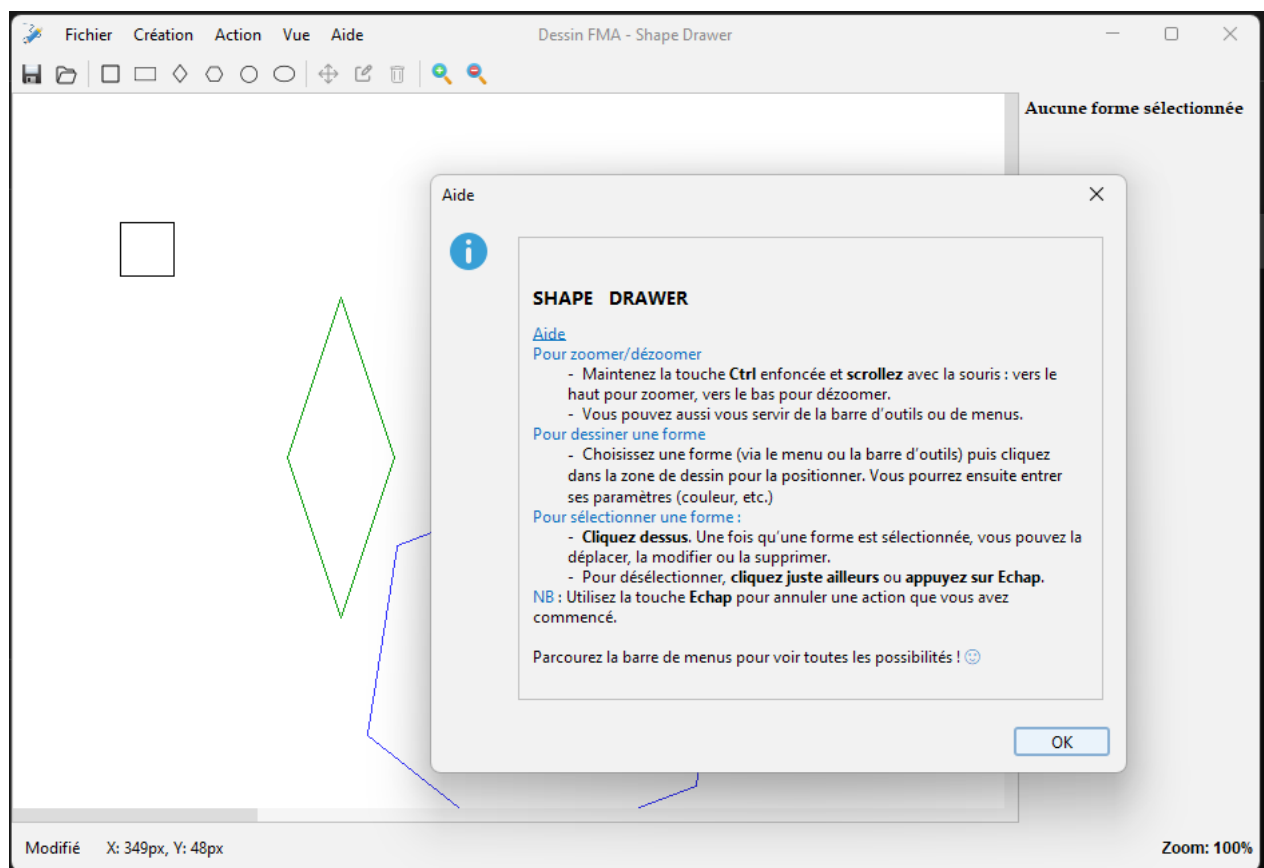 Fichier Création Action Vue Aide Dessin FMA - Shape Drawer
Aucune forme sélectionnée
Aide
SHAPE DRAWER
Aide
Pour zoomer/dézoomer
- Maintenez la touche Ctrl enfoncée et scrollez avec la souris : vers le
haut pour zoomer, vers le bas pour dézoomer.
- Vous pouvez aussi vous servir de la barre d'outils ou de menus.
Pour dessiner une forme
- Choisissez une forme (via le menu ou la barre d'outils) puis cliquez
dans la zone de dessin pour la positionner. Vous pourrez ensuite entrer
ses paramètres (couleur, etc.)
Pour sélectionner une forme :
- Cliquez dessus. Une fois qu'une forme est sélectionnée, vous pouvez la
déplacer, la modifier ou la supprimer.
- Pour désélectionner, cliquez juste ailleurs ou appuyez sur Echap.
NB : Utilisez la touche Echap pour annuler une action que vous avez
commencé.
Parcourez la barre de menus pour voir toutes les possibilités ! 🙂
OK
Modifié X: 349px, Y: 48px Zoom: 100%